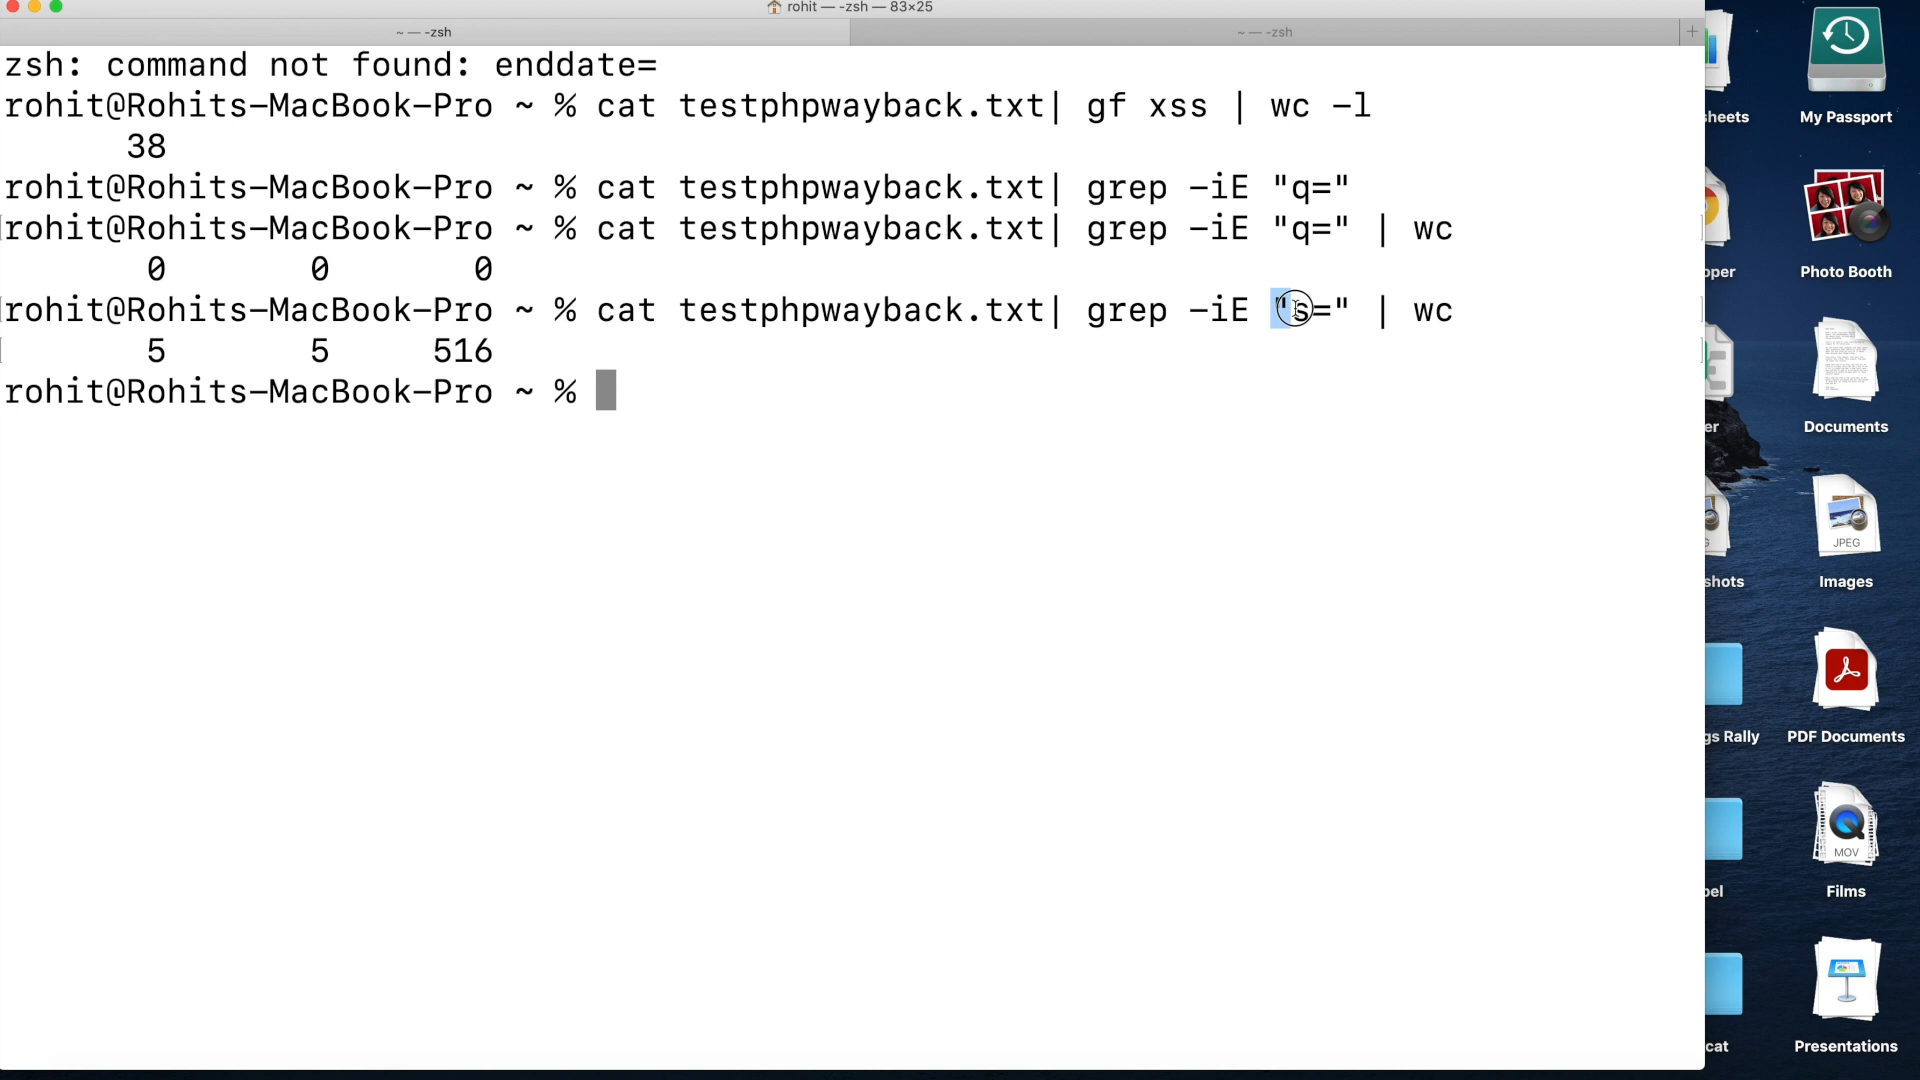 rohit — -zsh — 83×25
~ — -zsh
~ — -zsh
zsh: command not found: enddate=
rohit@Rohits-MacBook-Pro ~ % cat testphpwayback.txt| gf xss | wc -l
38
rohit@Rohits-MacBook-Pro ~ % cat testphpwayback.txt| grep -iE "q="
rohit@Rohits-MacBook-Pro ~ % cat testphpwayback.txt| grep -iE "q=" | wc
0 0 0
rohit@Rohits-MacBook-Pro ~ % cat testphpwayback.txt| grep -iE "s=" | wc
5 5 516
rohit@Rohits-MacBook-Pro ~ %
heets
My Passport
oper
Photo Booth
er
Documents
JPEG
shots
Images
gs Rally
PDF Documents
MOV
pel
Films
cat
Presentations